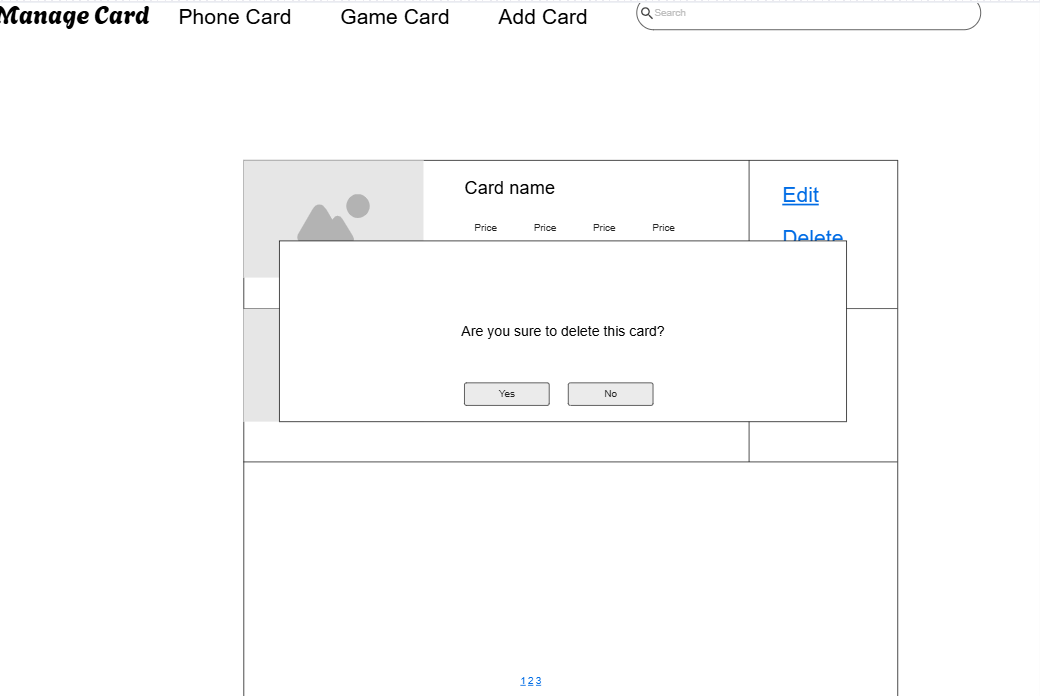 Manage Card Phone Card Game Card Add Card Search
Card name
Edit
Price Price Price Price
Delete
Are you sure to delete this card?
Yes No
1 2 3